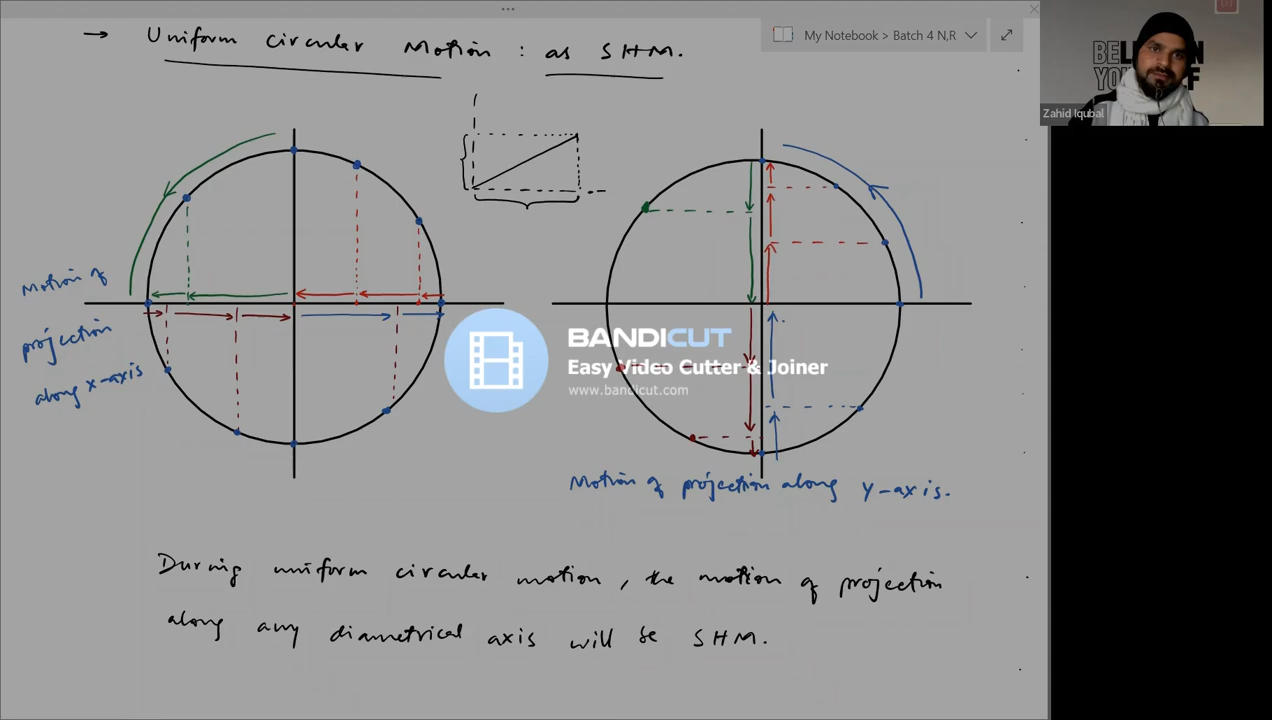 → Uniform circular Motion : as SHM.
My Notebook > Batch 4 N,R
Zahid Iqubal
Motion of
projection
along x-axis
BANDICUT
Easy Video Cutter & Joiner
www.bandicut.com
Motion of projection along Y-axis.
During uniform circular motion, the motion of projection
along any diametrical axis will be SHM.